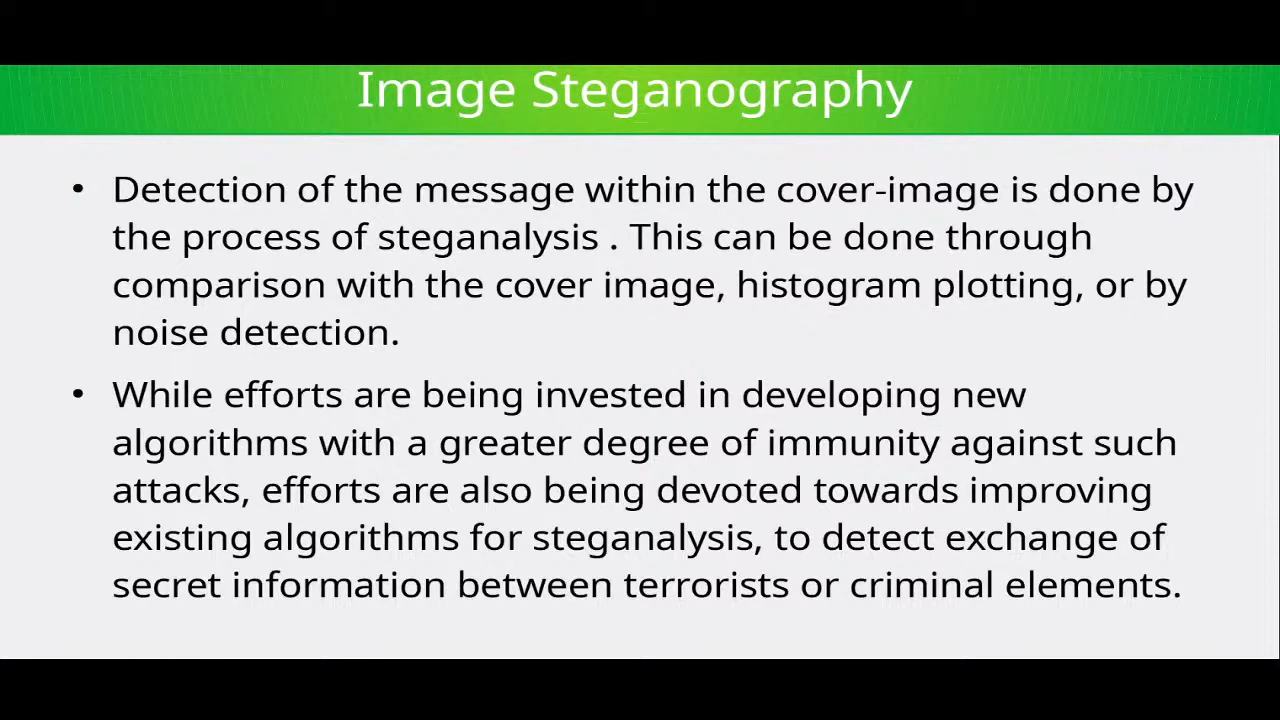 Image Steganography
• Detection of the message within the cover-image is done by
the process of steganalysis . This can be done through
comparison with the cover image, histogram plotting, or by
noise detection.
• While efforts are being invested in developing new
algorithms with a greater degree of immunity against such
attacks, efforts are also being devoted towards improving
existing algorithms for steganalysis, to detect exchange of
secret information between terrorists or criminal elements.